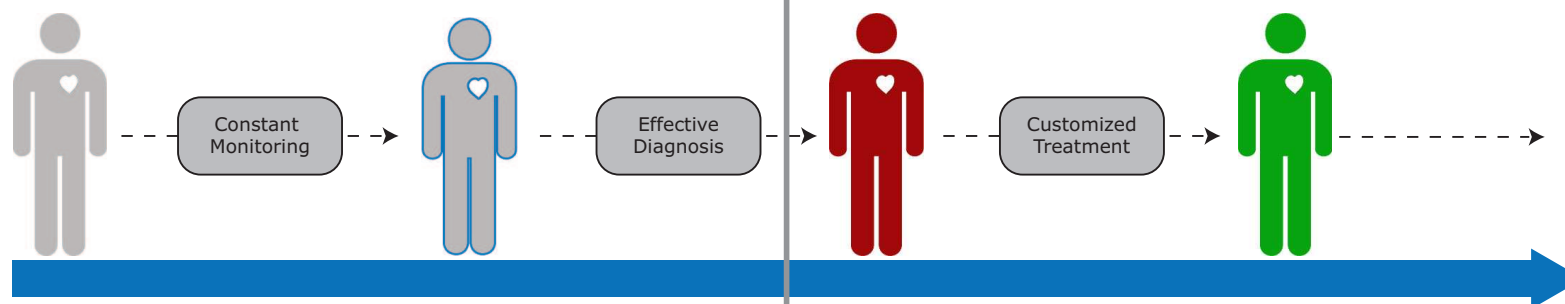 Constant
Monitoring
Effective
Diagnosis
Customized
Treatment